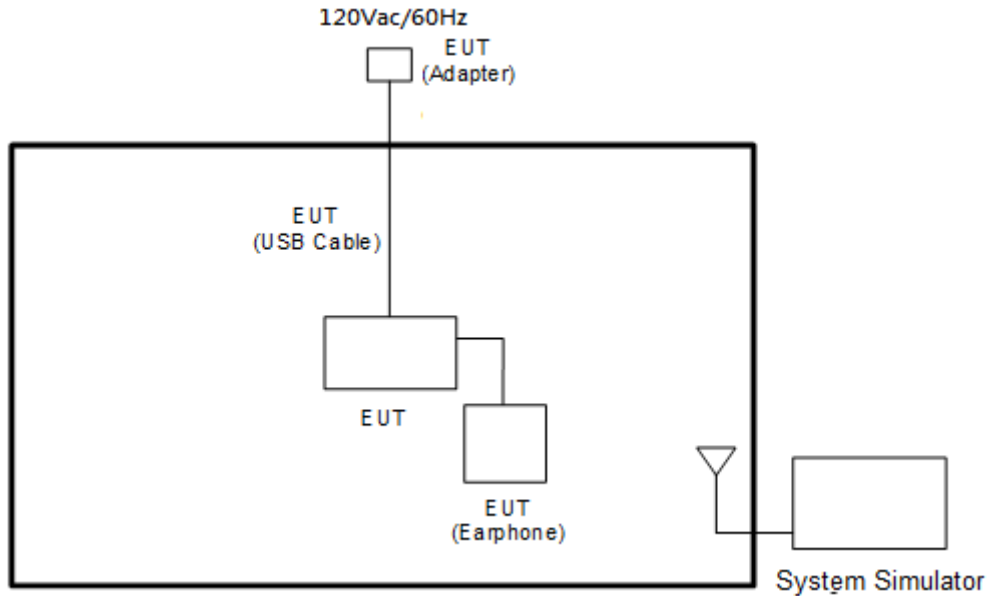 120Vac/60Hz
EUT
(Adapter)
EUT
(USB Cable)
EUT
EUT
(Earphone)
System Simulator